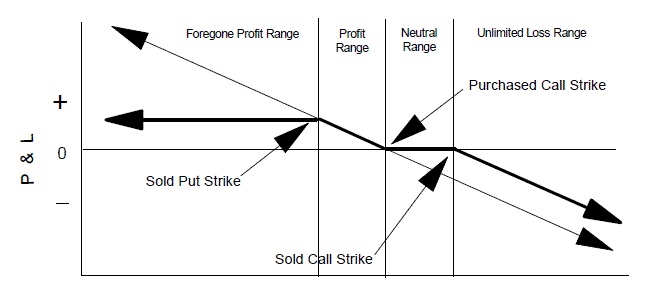 Foregone Profit Range
Profit
Range
Neutral
Range
Unlimited Loss Range
+
Purchased Call Strike
P & L
0
Sold Put Strike
–
Sold Call Strike